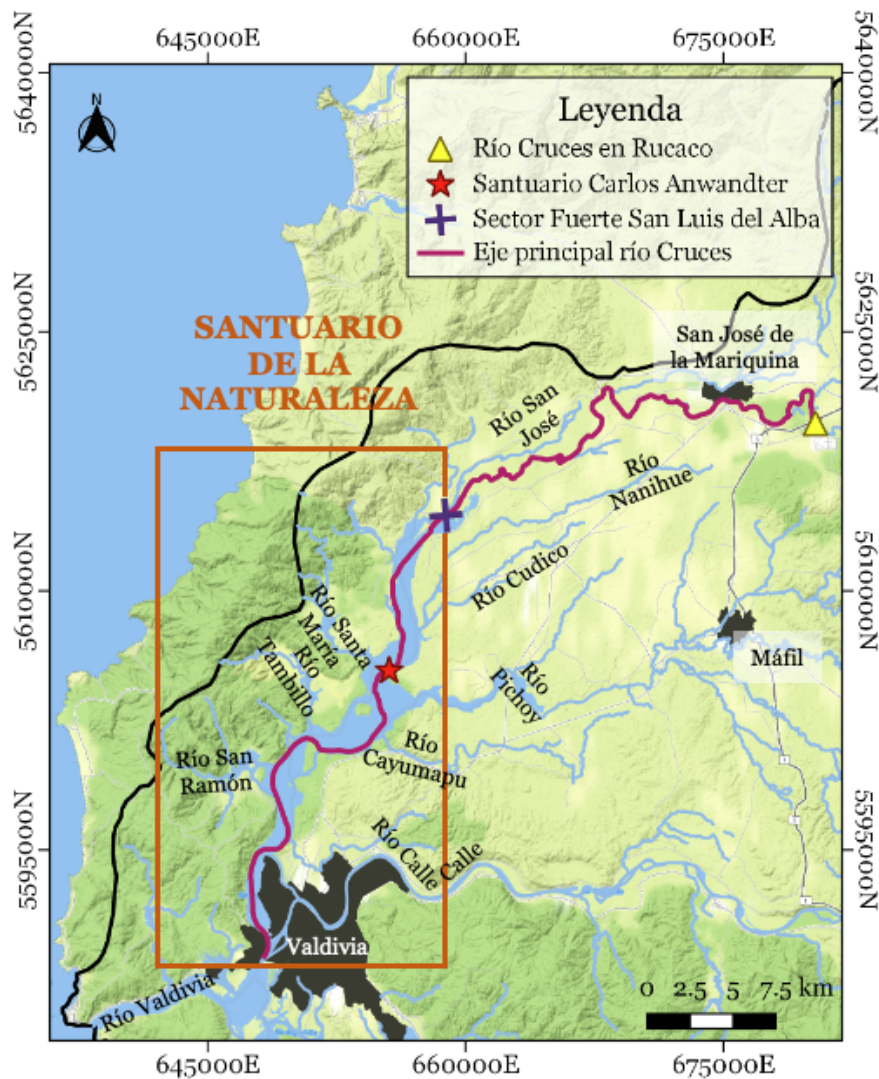 645000E 660000E 675000E
5640000N
5640000N
N
Leyenda
Río Cruces en Rucaco
Santuario Carlos Anwandter
Sector Fuerte San Luis del Alba
Eje principal río Cruces
5625000N
5625000N
SANTUARIO
DE LA
NATURALEZA
San José de
la Mariquina
Río San
José
Río
Nanihue
Río Cudico
5610000N
5610000N
Río Santa
María
Río
Tambillo
Máfil
Río
Pichoy
Río San
Ramón
Río
Cayumapu
5595000N
5595000N
Río Calle Calle
Valdivia
Río Valdivia
0 2.5 5 7.5 km
645000E 660000E 675000E